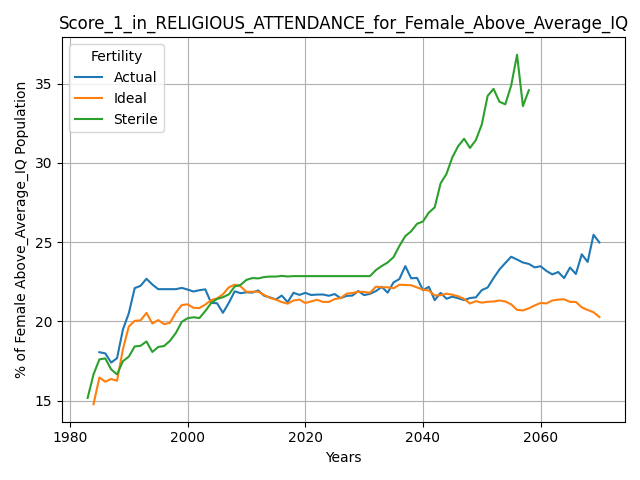 Score_1_in_RELIGIOUS_ATTENDANCE_for_Female_Above_Average_IQ
% of Female Above_Average_IQ Population
35
30
25
20
15
Fertility
Actual
Ideal
Sterile
1980 2000 2020 2040 2060
Years